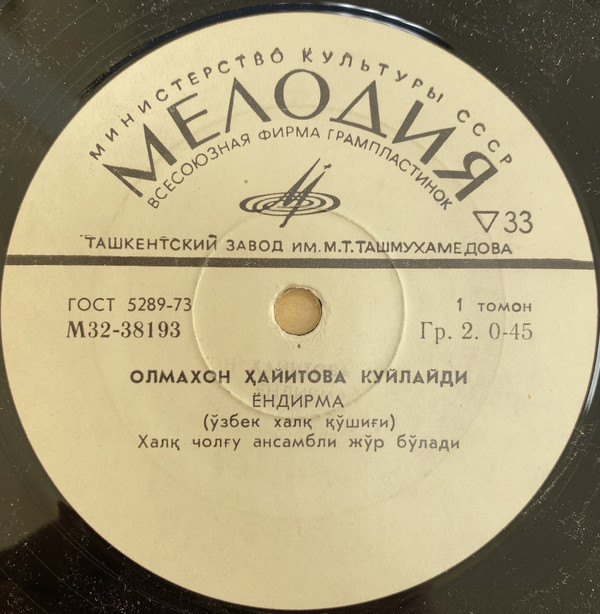 МИНИСТЕРСТВО КУЛЬТУРЫ СССР
МЕЛОДИЯ
ВСЕСОЮЗНАЯ ФИРМА ГРАМПЛАСТИНОК
▽33
ТАШКЕНТСКИЙ ЗАВОД ИМ. М.Т. ТАШМУХАМЕДОВА
ГОСТ 5289-73
1 томон
М32-38193
Гр. 2. 0-45
ОЛМАХОН ҲАЙИТОВА КУЙЛАЙДИ
ЁНДИРМА
(ўзбек халқ қўшиғи)
Халқ чолғу ансамбли жўр бўлади